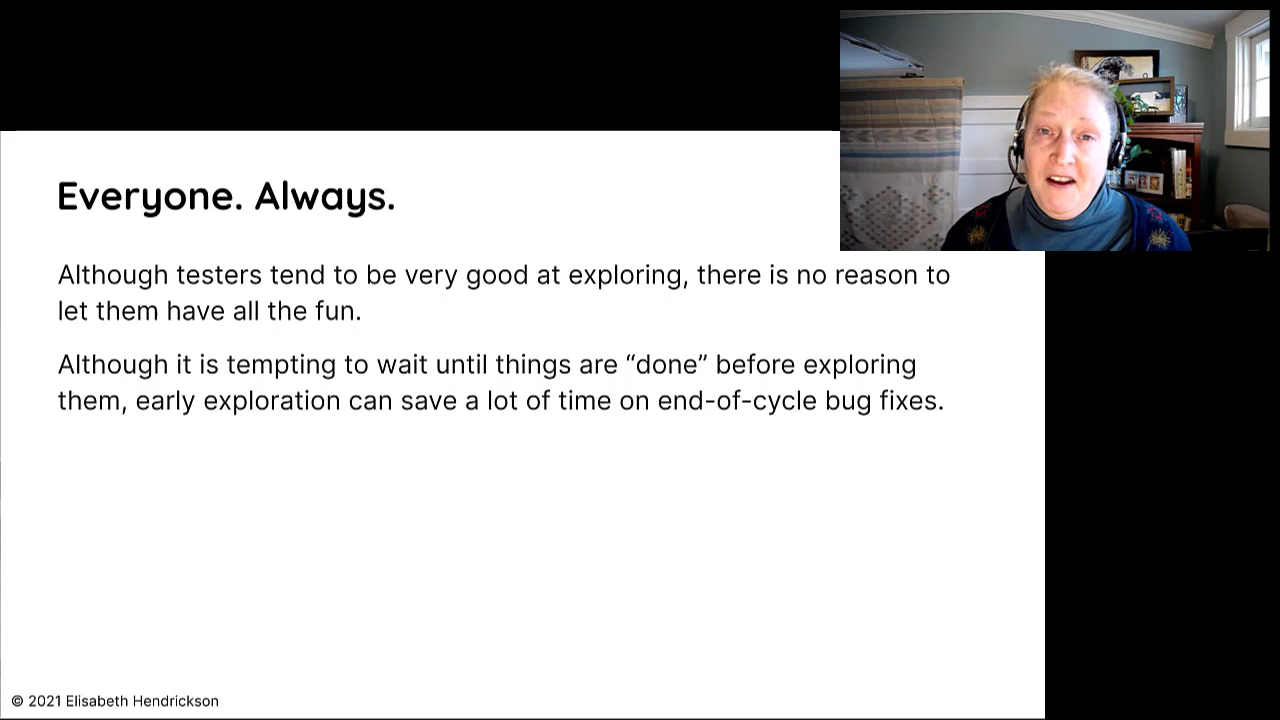 Everyone. Always.
Although testers tend to be very good at exploring, there is no reason to
let them have all the fun.
Although it is tempting to wait until things are “done” before exploring
them, early exploration can save a lot of time on end-of-cycle bug fixes.
© 2021 Elisabeth Hendrickson